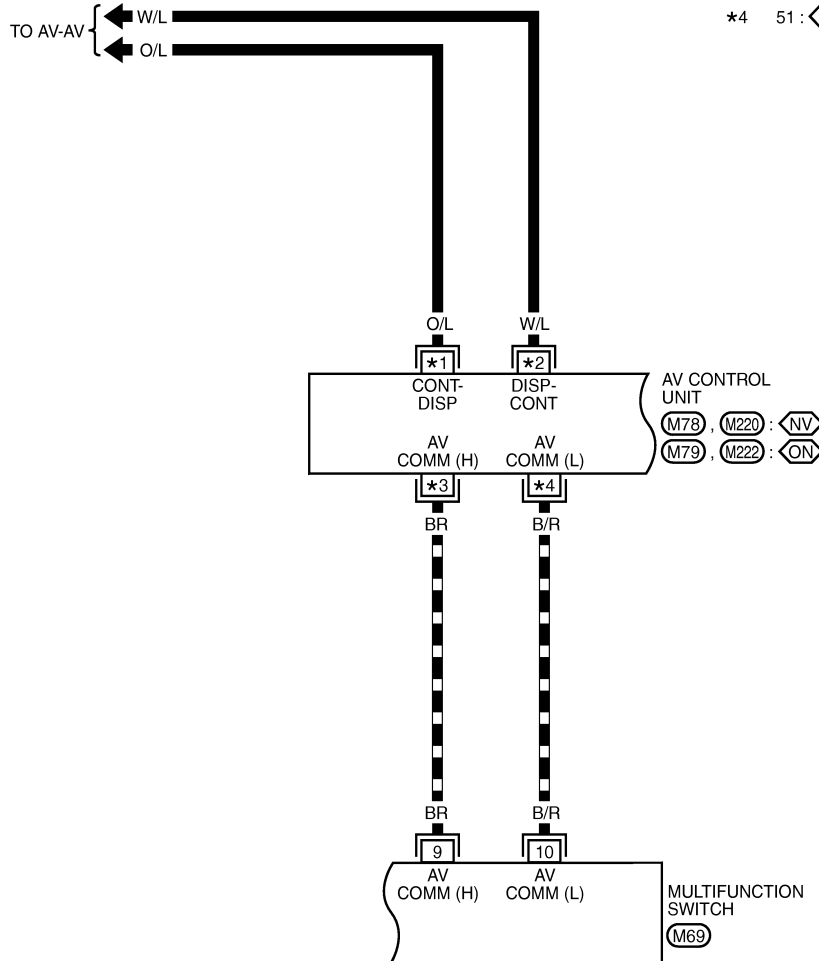 W/L
★4 51 :
TO AV-AV
O/L
O/L W/L
★1 ★2
CONT-
DISP
DISP-
CONT
AV CONTROL
UNIT
M78 , M220 : NV
M79 , M222 : ON
AV
COMM (H)
AV
COMM (L)
★3 ★4
BR B/R
BR B/R
9 10
AV
COMM (H)
AV
COMM (L)
MULTIFUNCTION
SWITCH
M69